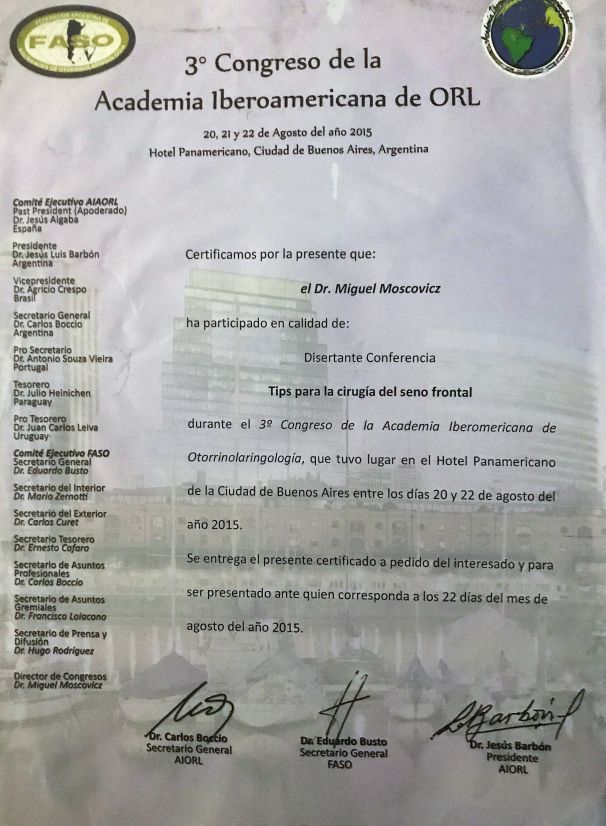 FASO
3° Congreso de la
Academia Iberoamericana de ORL
20, 21 y 22 de Agosto del año 2015
Hotel Panamericano, Ciudad de Buenos Aires, Argentina
Comité Ejecutivo AIAORL
Past President (Apoderado)
Dr. Jesús Algaba
España
Presidente
Dr. Jesús Luis Barbón
Argentina
Vicepresidente
Dr. Agricio Crespo
Brasil
Secretario General
Dr. Carlos Boccio
Argentina
Pro Secretario
Dr. Antonio Souza Vieira
Portugal
Tesorero
Dr. Julio Heinichen
Paraguay
Pro Tesorero
Dr. Juan Carlos Leiva
Uruguay
Comité Ejecutivo FASO
Secretario General
Dr. Eduardo Busto
Secretario del Interior
Dr. Mario Zernotti
Secretario del Exterior
Dr. Carlos Curet
Secretario Tesorero
Dr. Ernesto Cafaro
Secretario de Asuntos
Profesionales
Dr. Carlos Boccio
Secretario de Asuntos
Gremiales
Dr. Francisco Loiacono
Secretario de Prensa y
Difusión
Dr. Hugo Rodríguez
Director de Congresos
Dr. Miguel Moscovicz
Certificamos por la presente que:
el Dr. Miguel Moscovicz
ha participado en calidad de:
Disertante Conferencia
Tips para la cirugía del seno frontal
durante el 3º Congreso de la Academia Iberomericana de
Otorrinolaringología, que tuvo lugar en el Hotel Panamericano
de la Ciudad de Buenos Aires entre los días 20 y 22 de agosto del
año 2015.
Se entrega el presente certificado a pedido del interesado y para
ser presentado ante quien corresponda a los 22 días del mes de
agosto del año 2015.
Dr. Carlos Boccio
Secretario General
AIORL
Dr. Eduardo Busto
Secretario General
FASO
Dr. Jesús Barbón
Presidente
AIORL